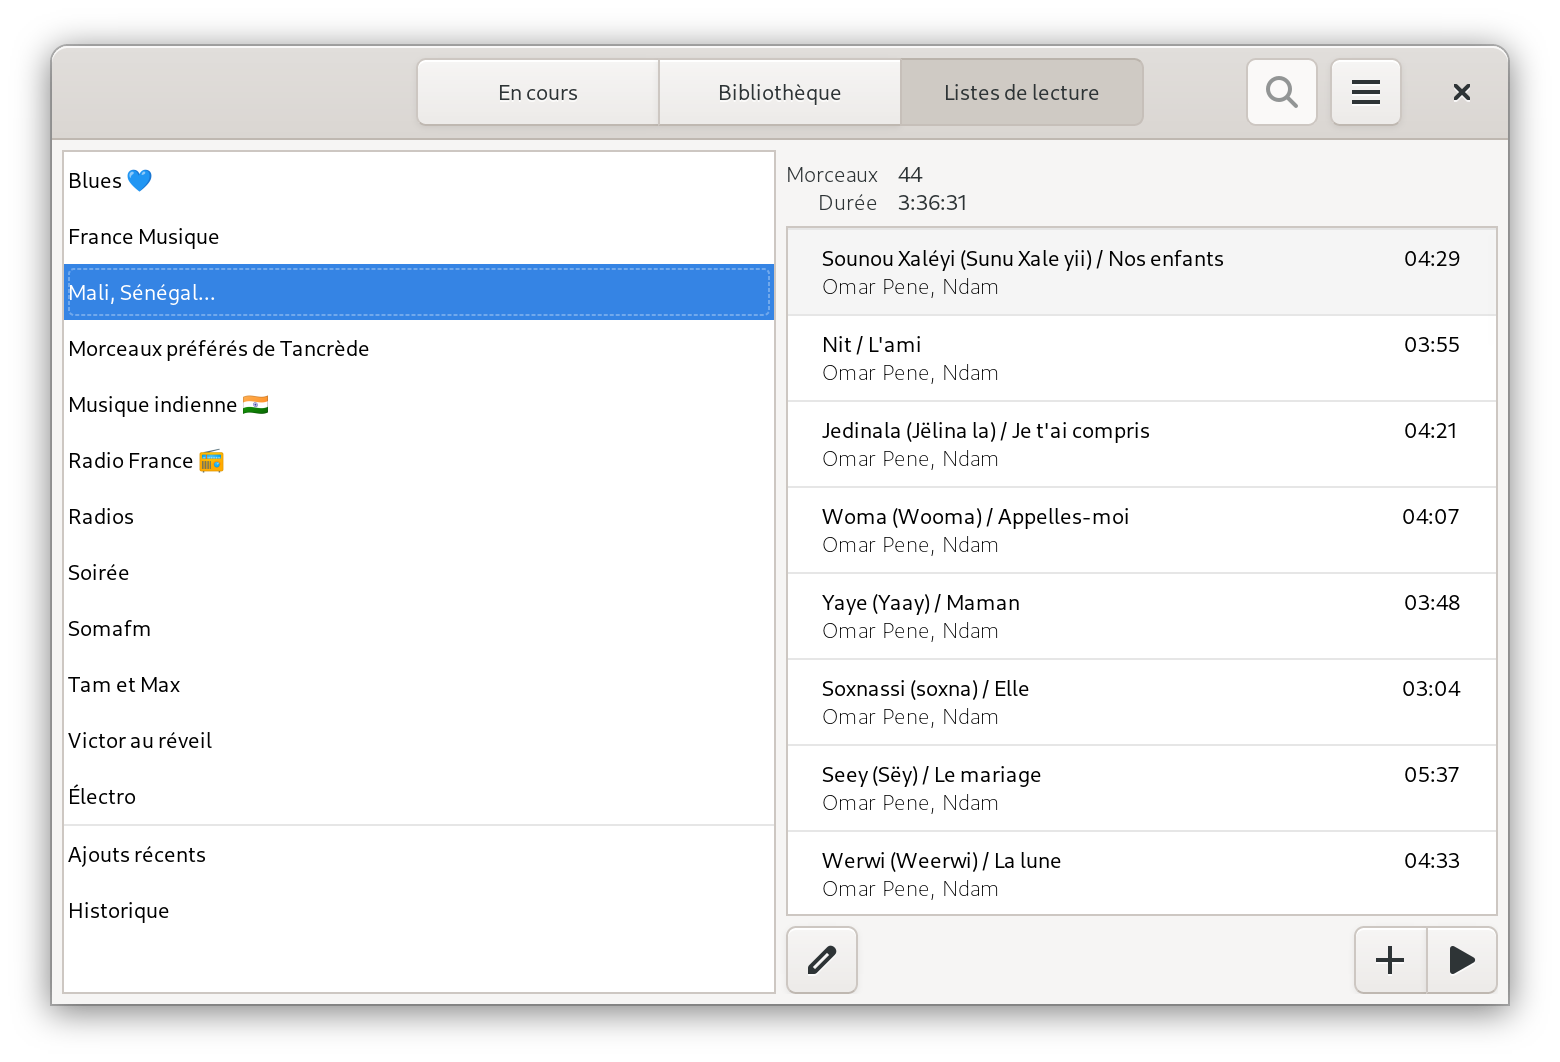 En cours
Bibliothèque
Listes de lecture
Blues 💙
France Musique
Mali, Sénégal...
Morceaux préférés de Tancrède
Musique indienne 🇮🇳
Radio France 📻
Radios
Soirée
Somafm
Tam et Max
Victor au réveil
Électro
Ajouts récents
Historique
Morceaux 44
Durée 3:36:31
Sounou Xaléyi (Sunu Xale yii) / Nos enfants 04:29
Omar Pene, Ndam
Nit / L'ami 03:55
Omar Pene, Ndam
Jedinala (Jëlina la) / Je t'ai compris 04:21
Omar Pene, Ndam
Woma (Wooma) / Appelles-moi 04:07
Omar Pene, Ndam
Yaye (Yaay) / Maman 03:48
Omar Pene, Ndam
Soxnassi (soxna) / Elle 03:04
Omar Pene, Ndam
Seey (Sëy) / Le mariage 05:37
Omar Pene, Ndam
Werwi (Weerwi) / La lune 04:33
Omar Pene, Ndam